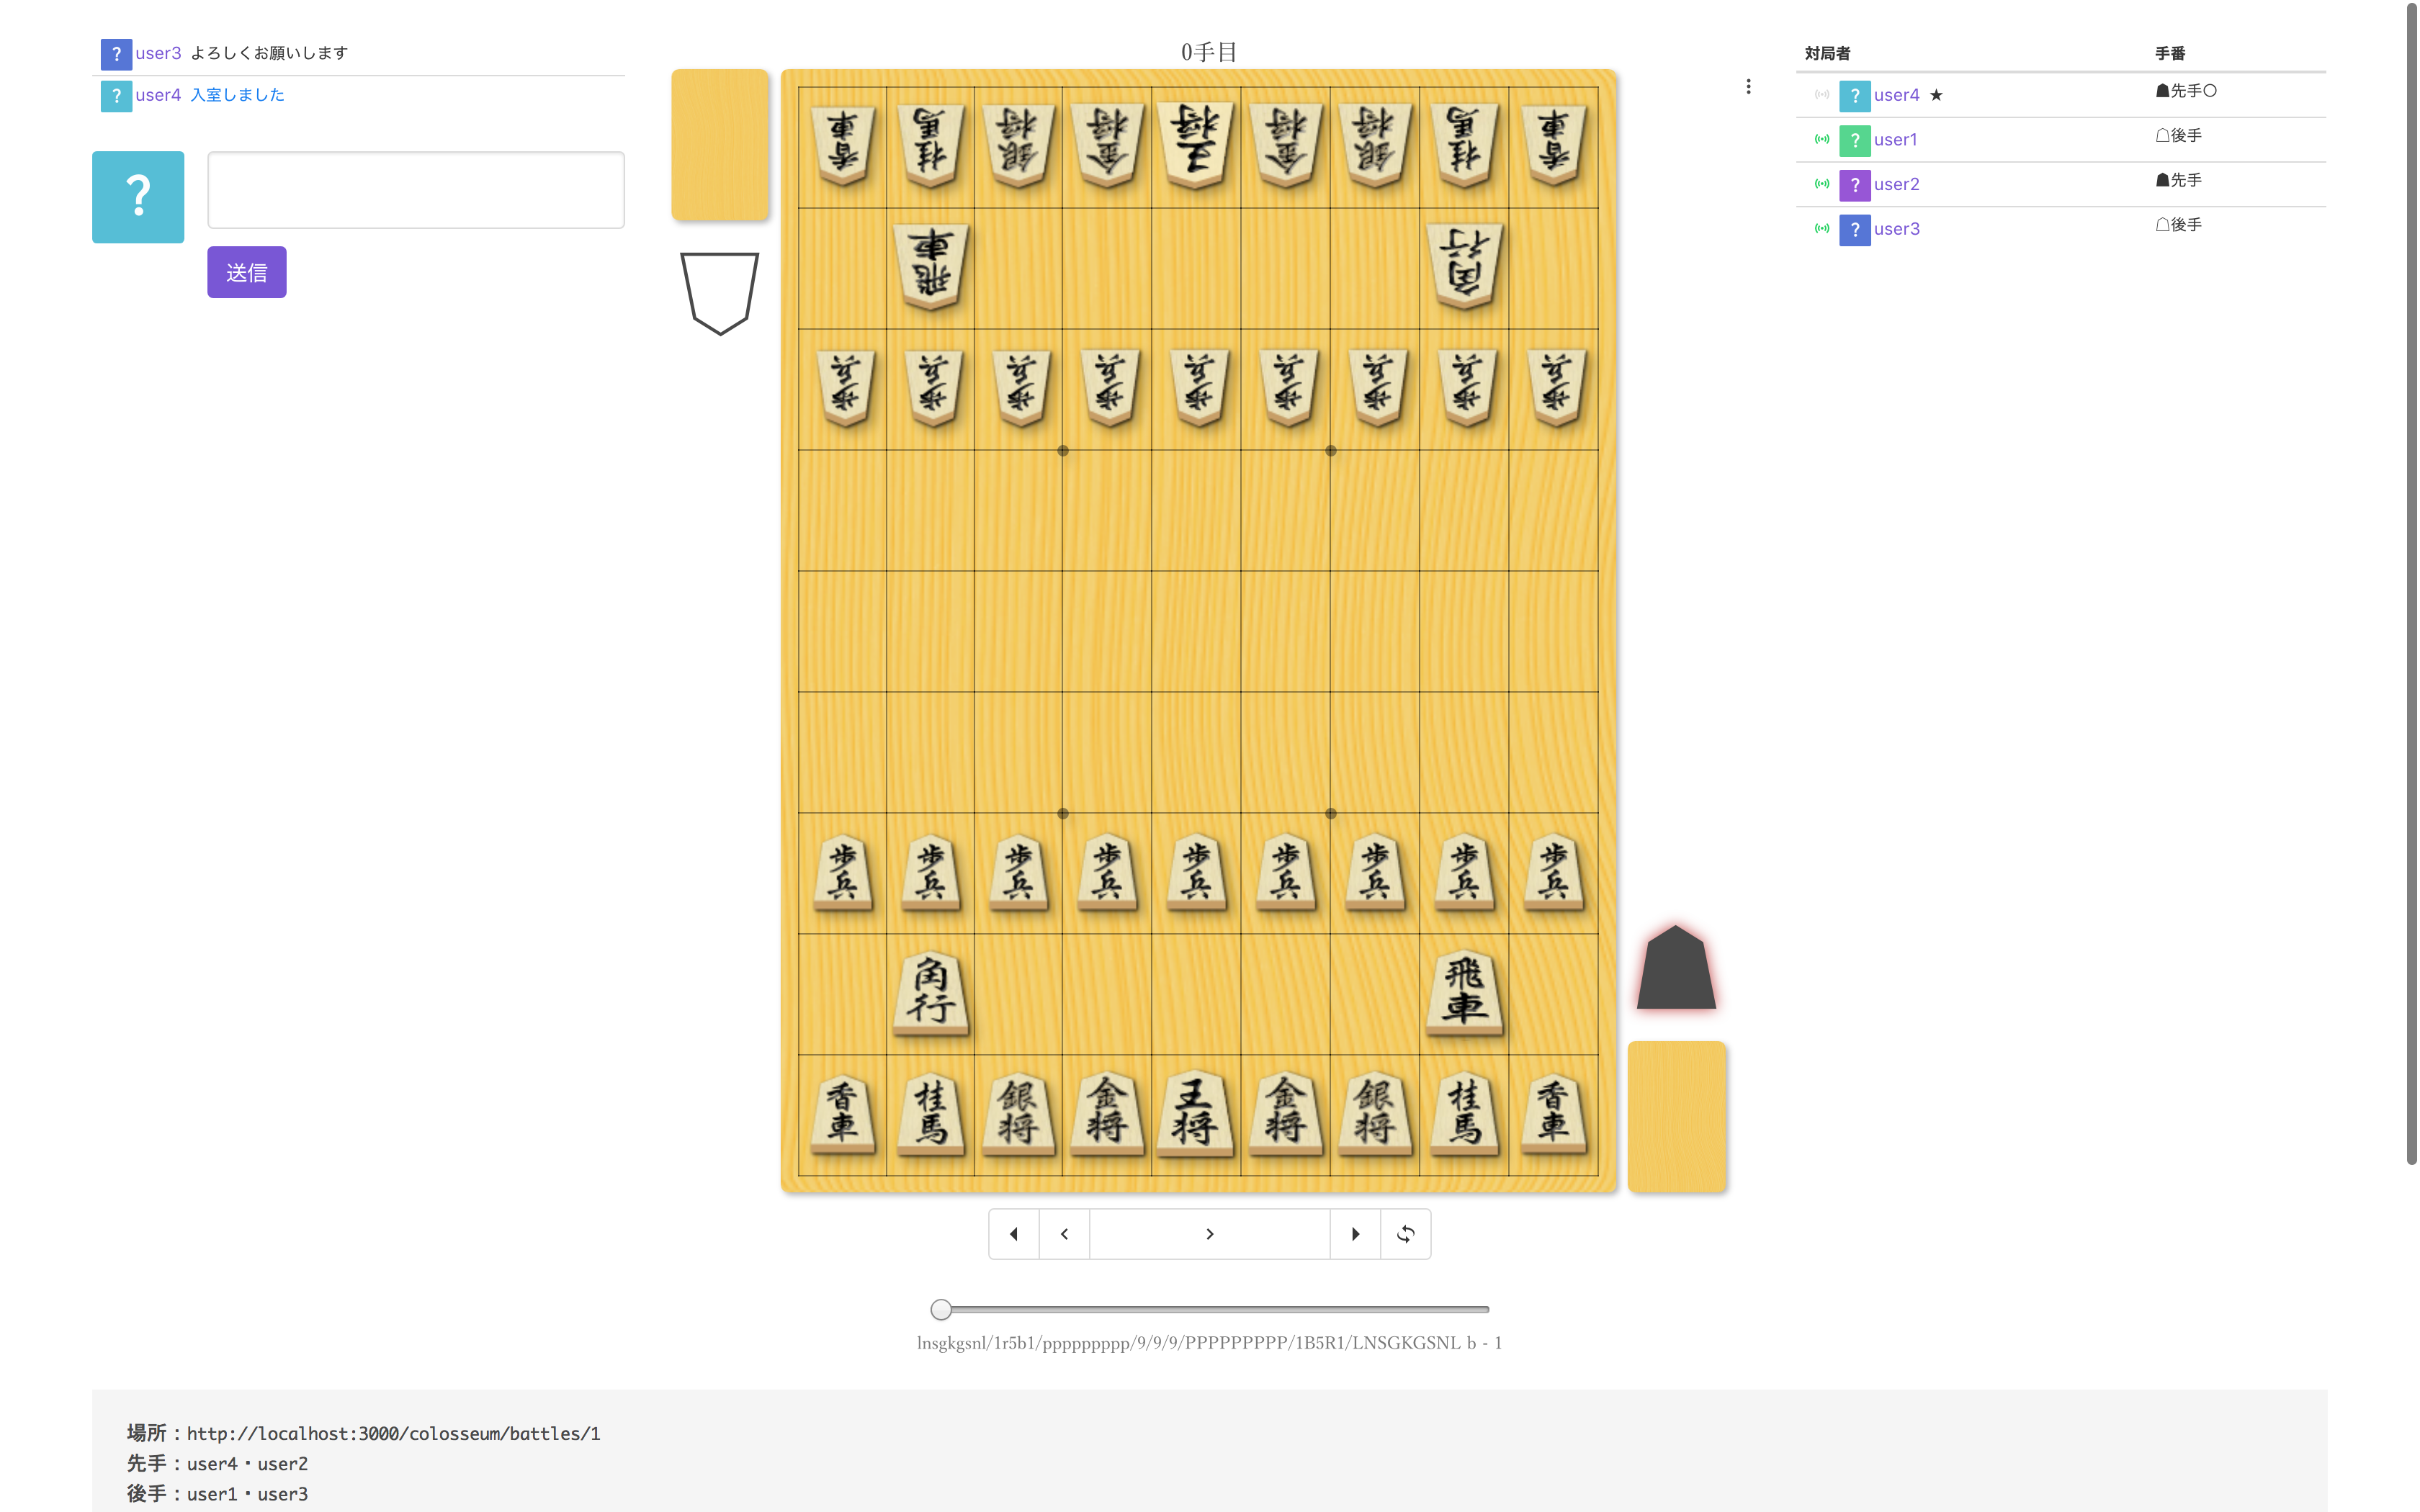 ? user3 よろしくお願いします
? user4 入室しました
?
送信
0手目
香車 桂馬 銀将 金将 王将 金将 銀将 桂馬 香車
飛車 角行
歩兵 歩兵 歩兵 歩兵 歩兵 歩兵 歩兵 歩兵 歩兵
歩兵 歩兵 歩兵 歩兵 歩兵 歩兵 歩兵 歩兵 歩兵
角行 飛車
香車 桂馬 銀将 金将 王将 金将 銀将 桂馬 香車
lnsgkgsnl/1r5b1/ppppppppp/9/9/9/PPPPPPPPP/1B5R1/LNSGKGSNL b - 1
対局者 手番
? user4 ★ ☗先手○
? user1 ☖後手
? user2 ☗先手
? user3 ☖後手
場所：http://localhost:3000/colosseum/battles/1
先手：user4・user2
後手：user1・user3